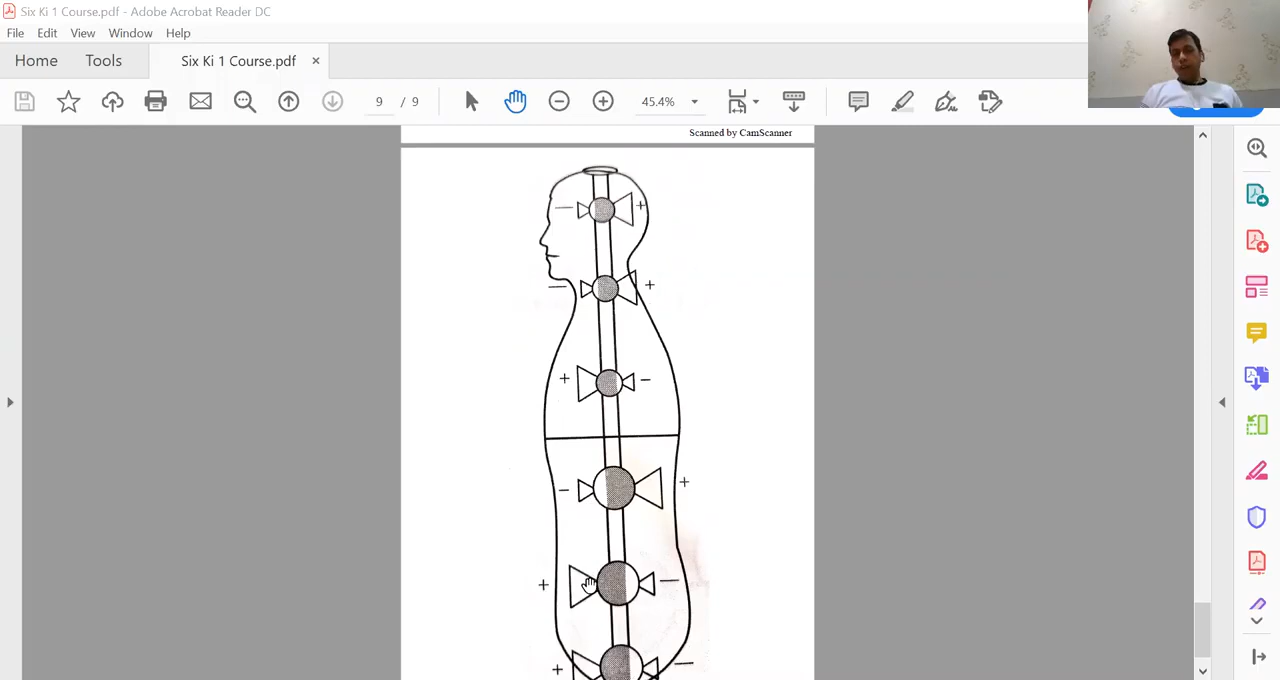 Six Ki 1 Course.pdf - Adobe Acrobat Reader DC
File Edit View Window Help
Home Tools Six Ki 1 Course.pdf ×
9 / 9 45.4%
Scanned by CamScanner
— +
— +
+ —
— +
+ —
+ —